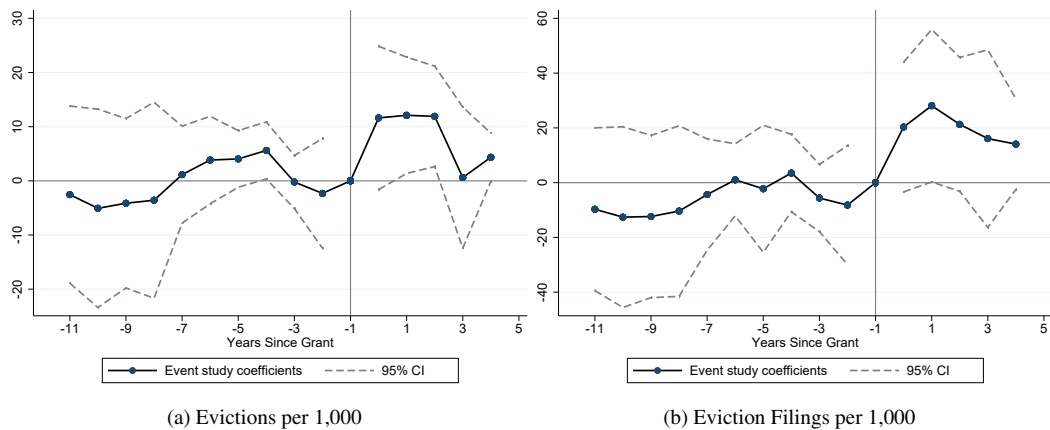 30
20
10
0
-10
-20
-11 -9 -7 -5 -3 -1 1 3 5
Years Since Grant
Event study coefficients 95% CI
(a) Evictions per 1,000
60
40
20
0
-20
-40
-11 -9 -7 -5 -3 -1 1 3 5
Years Since Grant
Event study coefficients 95% CI
(b) Eviction Filings per 1,000